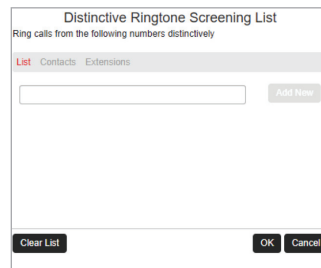 Distinctive Ringtone Screening List
Ring calls from the following numbers distinctively
List Contacts Extensions
Add New
Clear List OK Cancel